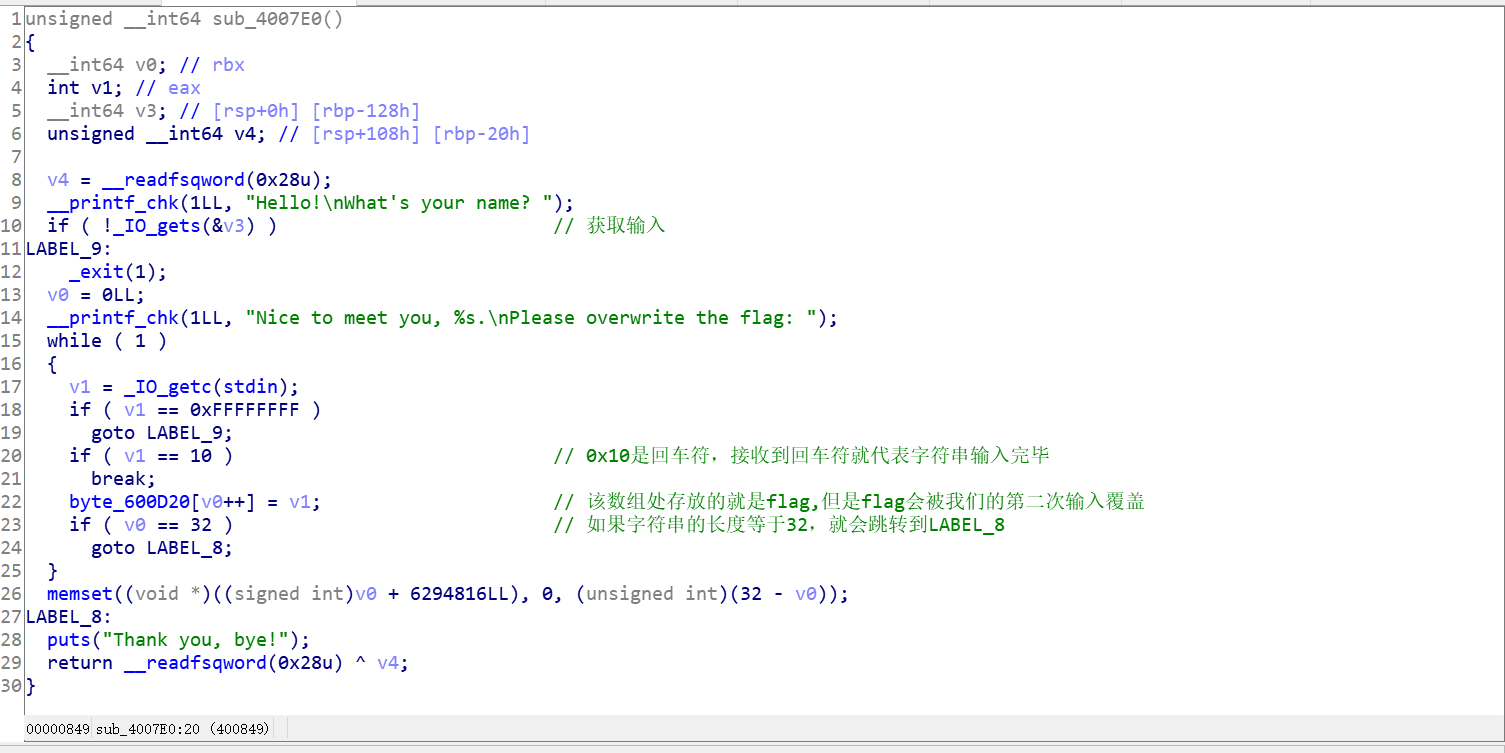 1 unsigned __int64 sub_4007E0()
2 {
3   __int64 v0; // rbx
4   int v1; // eax
5   __int64 v3; // [rsp+0h] [rbp-128h]
6   unsigned __int64 v4; // [rsp+108h] [rbp-20h]
7
8   v4 = __readfsqword(0x28u);
9   __printf_chk(1LL, "Hello!\nWhat's your name? ");
10   if ( !_IO_gets(&v3) ) // 获取输入
11 LABEL_9:
12     _exit(1);
13   v0 = 0LL;
14   __printf_chk(1LL, "Nice to meet you, %s.\nPlease overwrite the flag: ");
15   while ( 1 )
16   {
17     v1 = _IO_getc(stdin);
18     if ( v1 == 0xFFFFFFFF )
19       goto LABEL_9;
20     if ( v1 == 10 ) // 0x10是回车符，接收到回车符就代表字符串输入完毕
21       break;
22     byte_600D20[v0++] = v1; // 该数组处存放的就是flag,但是flag会被我们的第二次输入覆盖
23     if ( v0 == 32 ) // 如果字符串的长度等于32，就会跳转到LABEL_8
24       goto LABEL_8;
25   }
26   memset((void *)((signed int)v0 + 6294816LL), 0, (unsigned int)(32 - v0));
27 LABEL_8:
28   puts("Thank you, bye!");
29   return __readfsqword(0x28u) ^ v4;
30 }
00000849 sub_4007E0:20 (400849)